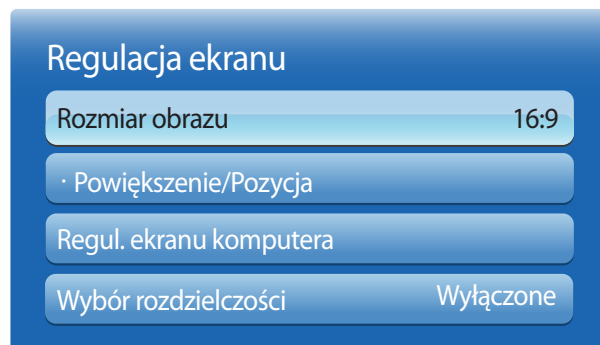 Regulacja ekranu
Rozmiar obrazu 16:9
· Powiększenie/Pozycja
Regul. ekranu komputera
Wybór rozdzielczości Wyłączone